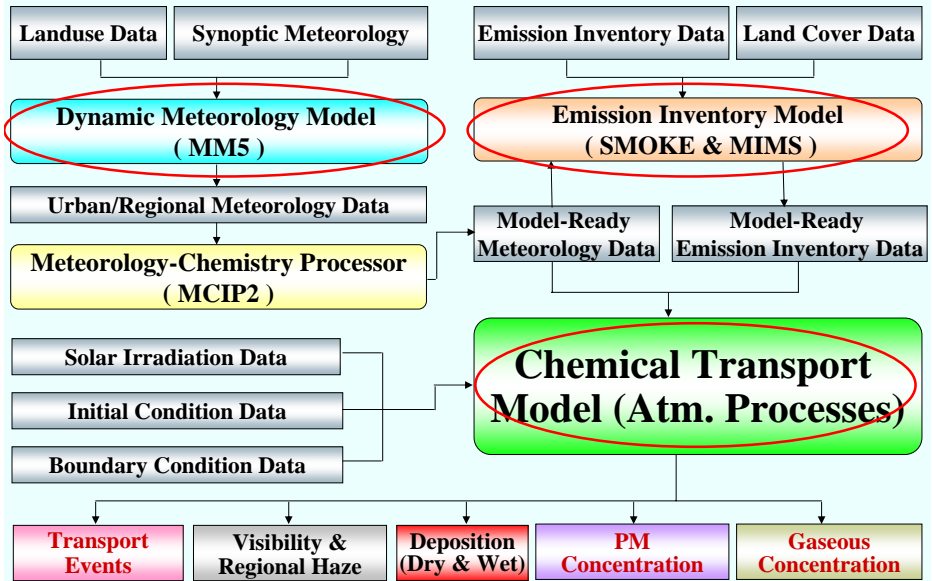 Landuse Data
Synoptic Meteorology
Emission Inventory Data
Land Cover Data
Dynamic Meteorology Model
( MM5 )
Emission Inventory Model
( SMOKE & MIMS )
Urban/Regional Meteorology Data
Model-Ready
Meteorology Data
Model-Ready
Emission Inventory Data
Meteorology-Chemistry Processor
( MCIP2 )
Solar Irradiation Data
Initial Condition Data
Boundary Condition Data
Chemical Transport
Model (Atm. Processes)
Transport
Events
Visibility &
Regional Haze
Deposition
(Dry & Wet)
PM
Concentration
Gaseous
Concentration